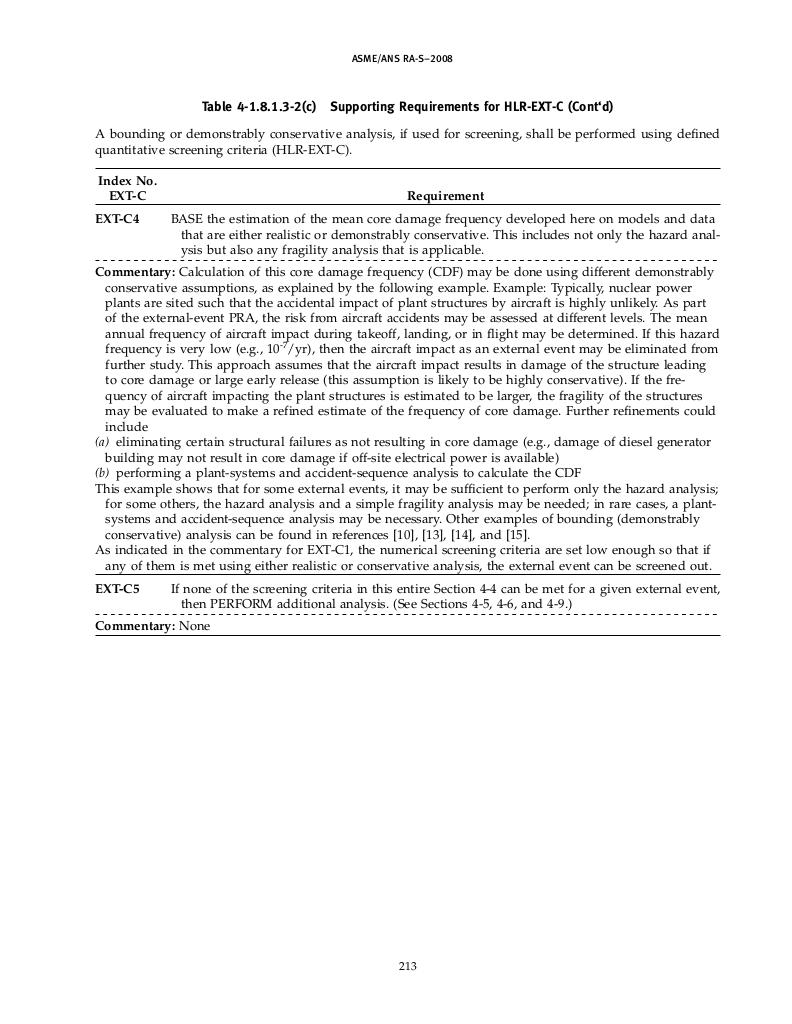 ASME/ANS RA-S–2008
Table 4-1.8.1.3-2(c) Supporting Requirements for HLR-EXT-C (Cont'd)
A bounding or demonstrably conservative analysis, if used for screening, shall be performed using defined
quantitative screening criteria (HLR-EXT-C).
Index No.
EXT-C Requirement
EXT-C4 BASE the estimation of the mean core damage frequency developed here on models and data
that are either realistic or demonstrably conservative. This includes not only the hazard anal-
ysis but also any fragility analysis that is applicable.
Commentary: Calculation of this core damage frequency (CDF) may be done using different demonstrably
conservative assumptions, as explained by the following example. Example: Typically, nuclear power
plants are sited such that the accidental impact of plant structures by aircraft is highly unlikely. As part
of the external-event PRA, the risk from aircraft accidents may be assessed at different levels. The mean
annual frequency of aircraft impact during takeoff, landing, or in flight may be determined. If this hazard
frequency is very low (e.g., 10⁻⁷/yr), then the aircraft impact as an external event may be eliminated from
further study. This approach assumes that the aircraft impact results in damage of the structure leading
to core damage or large early release (this assumption is likely to be highly conservative). If the fre-
quency of aircraft impacting the plant structures is estimated to be larger, the fragility of the structures
may be evaluated to make a refined estimate of the frequency of core damage. Further refinements could
include
(a) eliminating certain structural failures as not resulting in core damage (e.g., damage of diesel generator
building may not result in core damage if off-site electrical power is available)
(b) performing a plant-systems and accident-sequence analysis to calculate the CDF
This example shows that for some external events, it may be sufficient to perform only the hazard analysis;
for some others, the hazard analysis and a simple fragility analysis may be needed; in rare cases, a plant-
systems and accident-sequence analysis may be necessary. Other examples of bounding (demonstrably
conservative) analysis can be found in references [10], [13], [14], and [15].
As indicated in the commentary for EXT-C1, the numerical screening criteria are set low enough so that if
any of them is met using either realistic or conservative analysis, the external event can be screened out.
EXT-C5 If none of the screening criteria in this entire Section 4-4 can be met for a given external event,
then PERFORM additional analysis. (See Sections 4-5, 4-6, and 4-9.)
Commentary: None
213